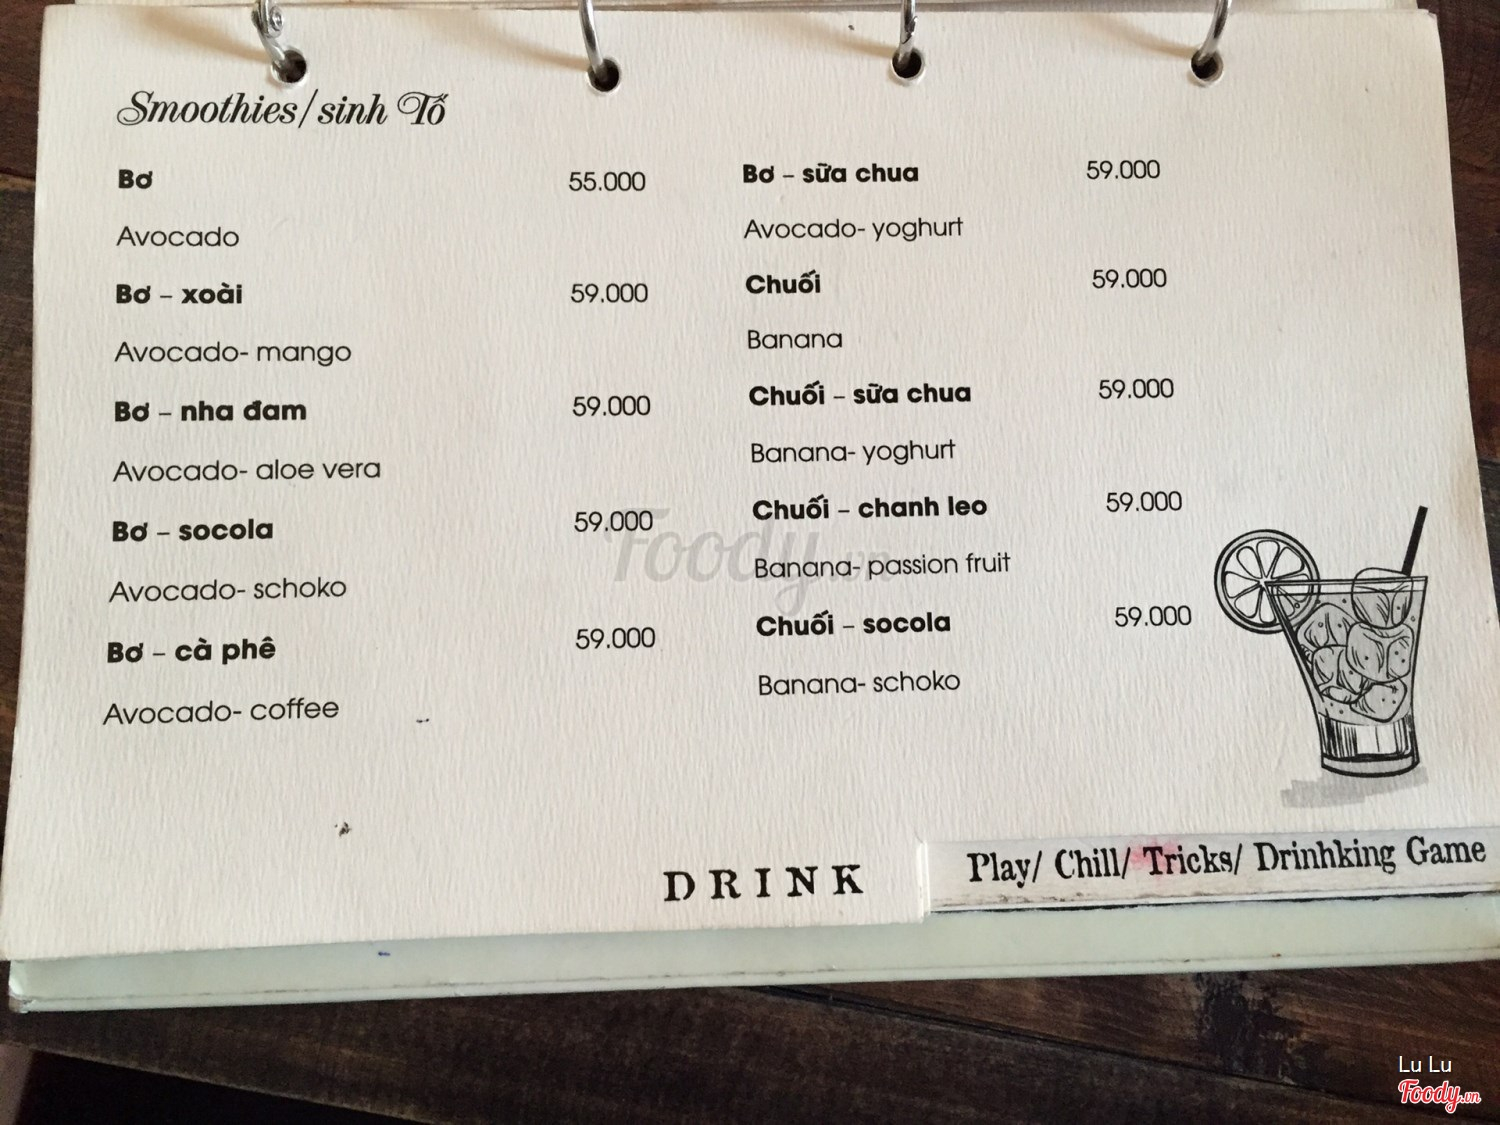 Smoothies/sinh Tố
Bơ 55.000
Avocado
Bơ – xoài 59.000
Avocado- mango
Bơ – nha đam 59.000
Avocado- aloe vera
Bơ – socola 59.000
Avocado- schoko
Bơ – cà phê 59.000
Avocado- coffee
Bơ – sữa chua 59.000
Avocado- yoghurt
Chuối 59.000
Banana
Chuối – sữa chua 59.000
Banana- yoghurt
Chuối – chanh leo 59.000
Banana- passion fruit
Chuối – socola 59.000
Banana- schoko
Foody.vn
DRINK
Play/ Chill/ Tricks/ Drinhking Game
Lu Lu
Foody.vn